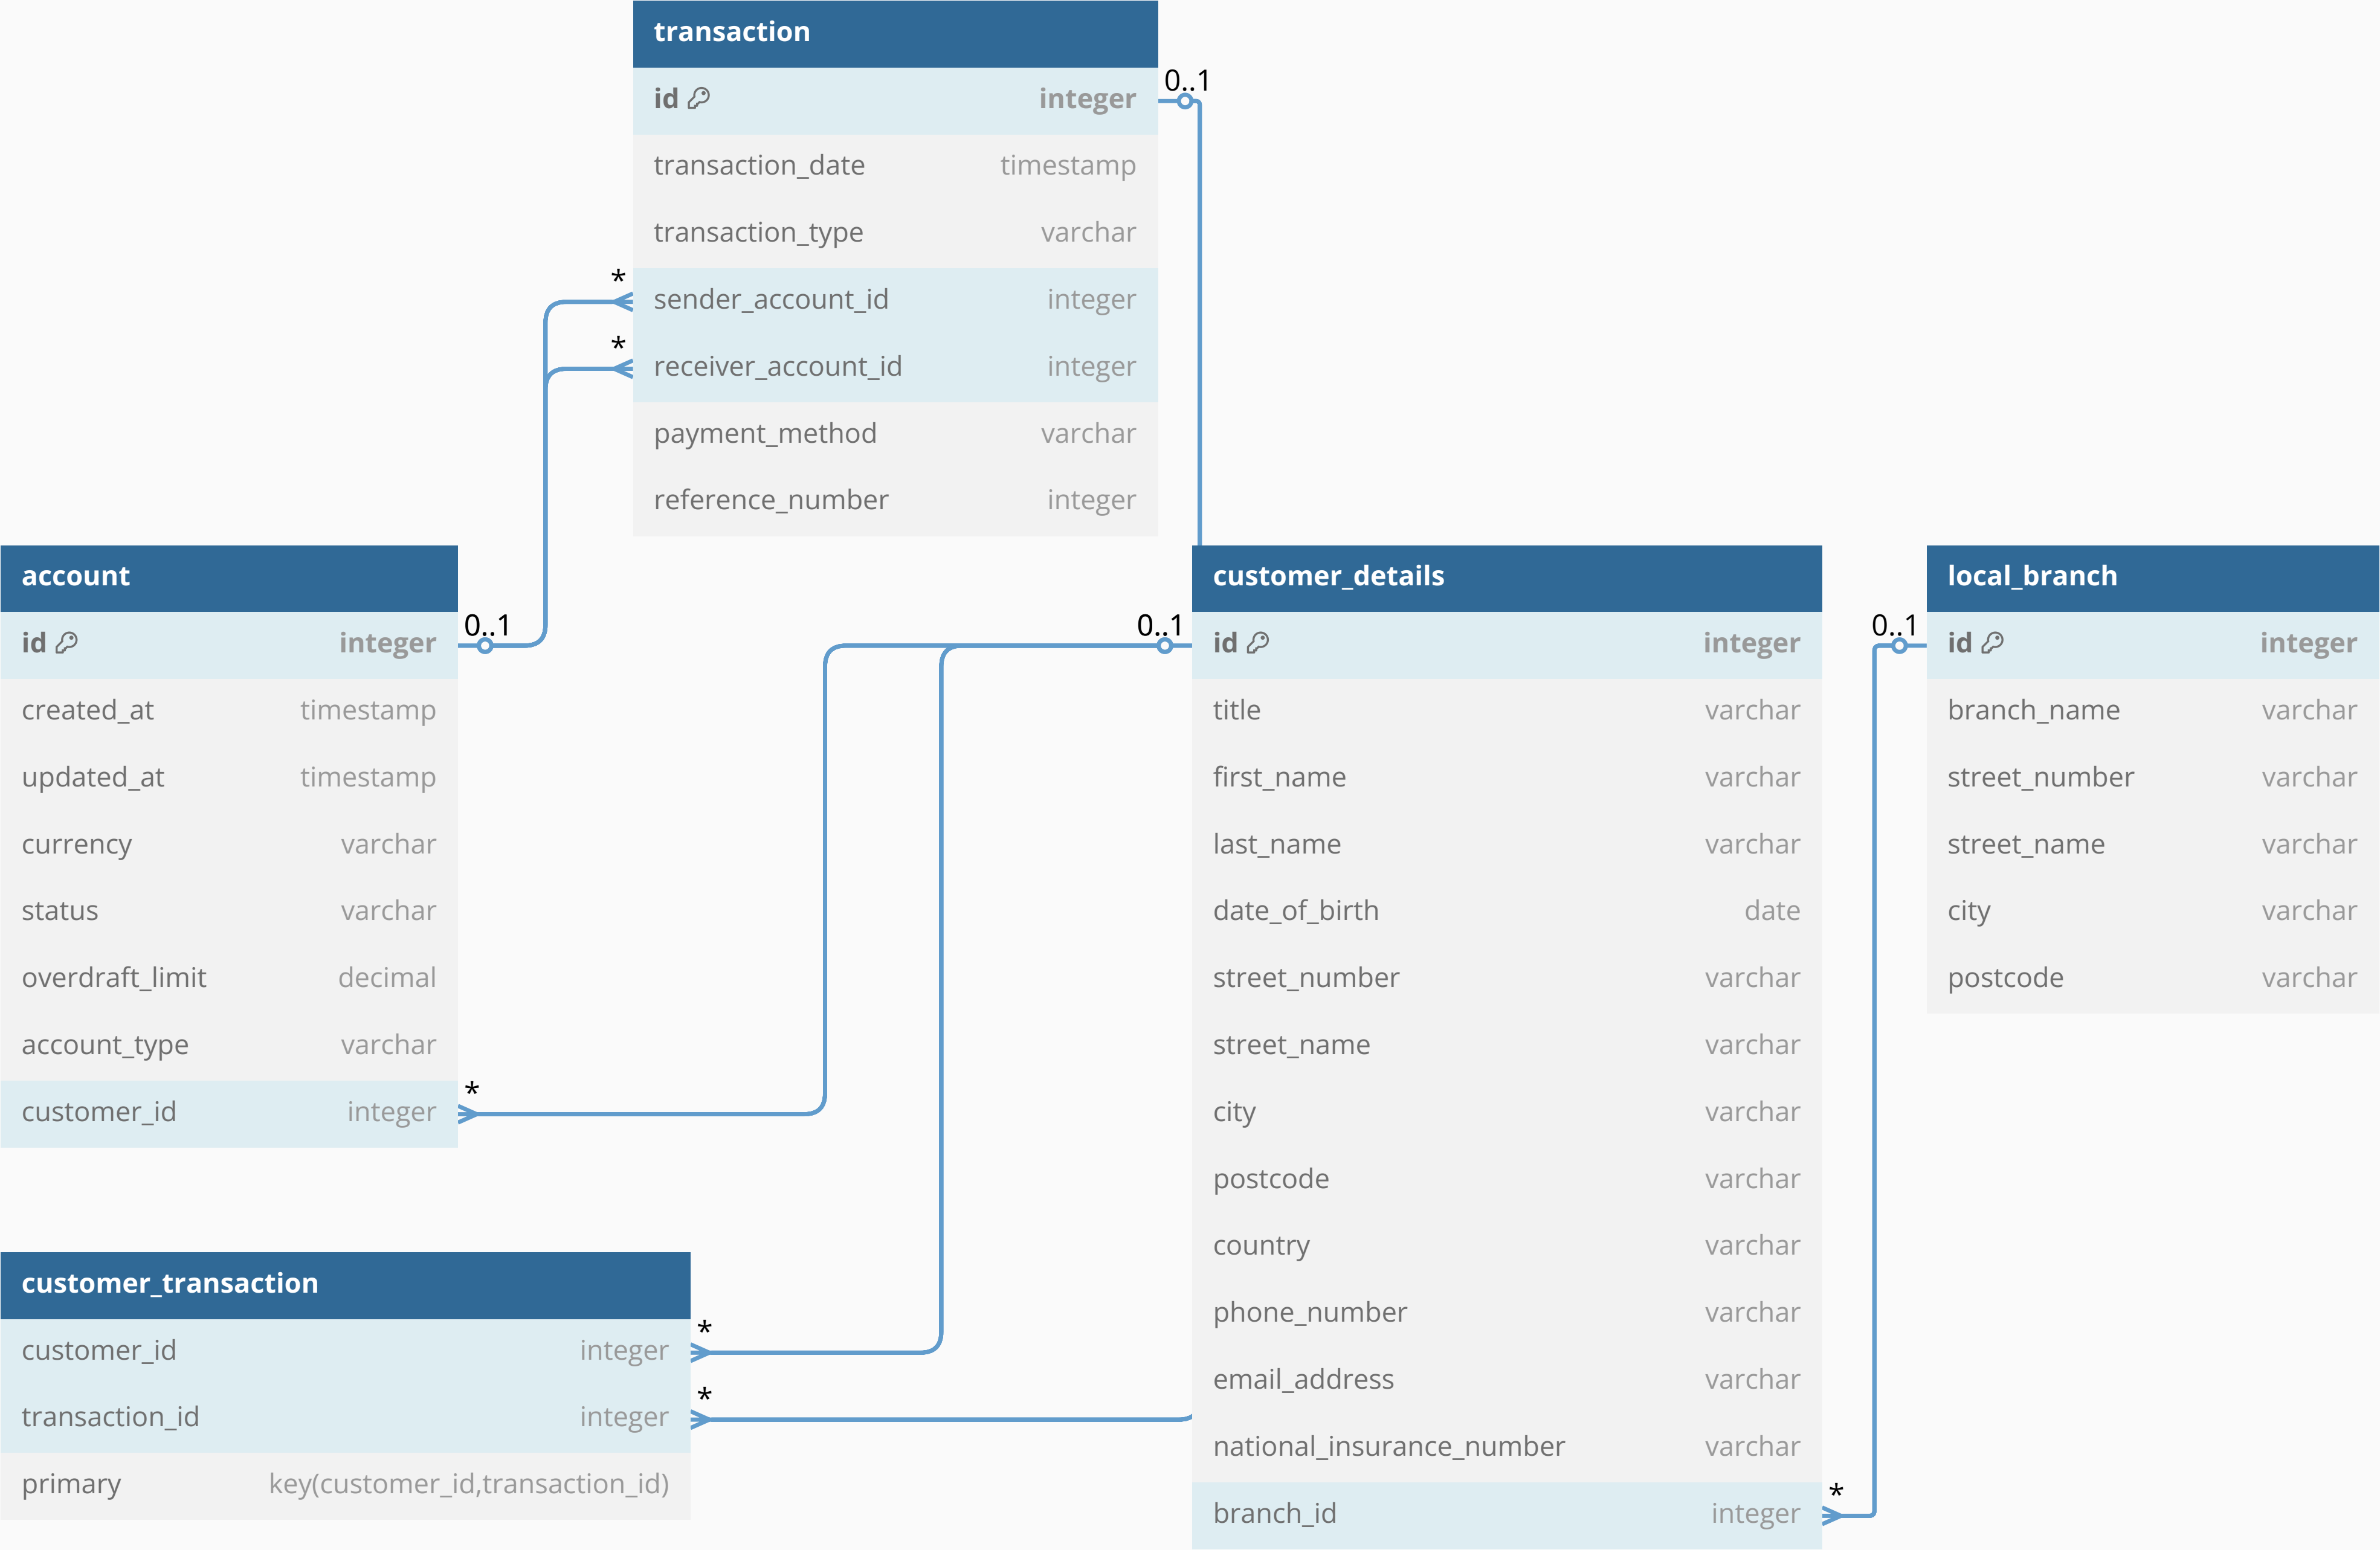 transaction
id integer
0..1
transaction_date timestamp
transaction_type varchar
*
sender_account_id integer
*
receiver_account_id integer
payment_method varchar
reference_number integer
account
id integer
0..1
created_at timestamp
updated_at timestamp
currency varchar
status varchar
overdraft_limit decimal
account_type varchar
customer_id integer
*
customer_details
0..1
id integer
title varchar
first_name varchar
last_name varchar
date_of_birth date
street_number varchar
street_name varchar
city varchar
postcode varchar
country varchar
phone_number varchar
email_address varchar
national_insurance_number varchar
branch_id integer
*
local_branch
0..1
id integer
branch_name varchar
street_number varchar
street_name varchar
city varchar
postcode varchar
customer_transaction
customer_id integer
*
transaction_id integer
*
primary key(customer_id,transaction_id)